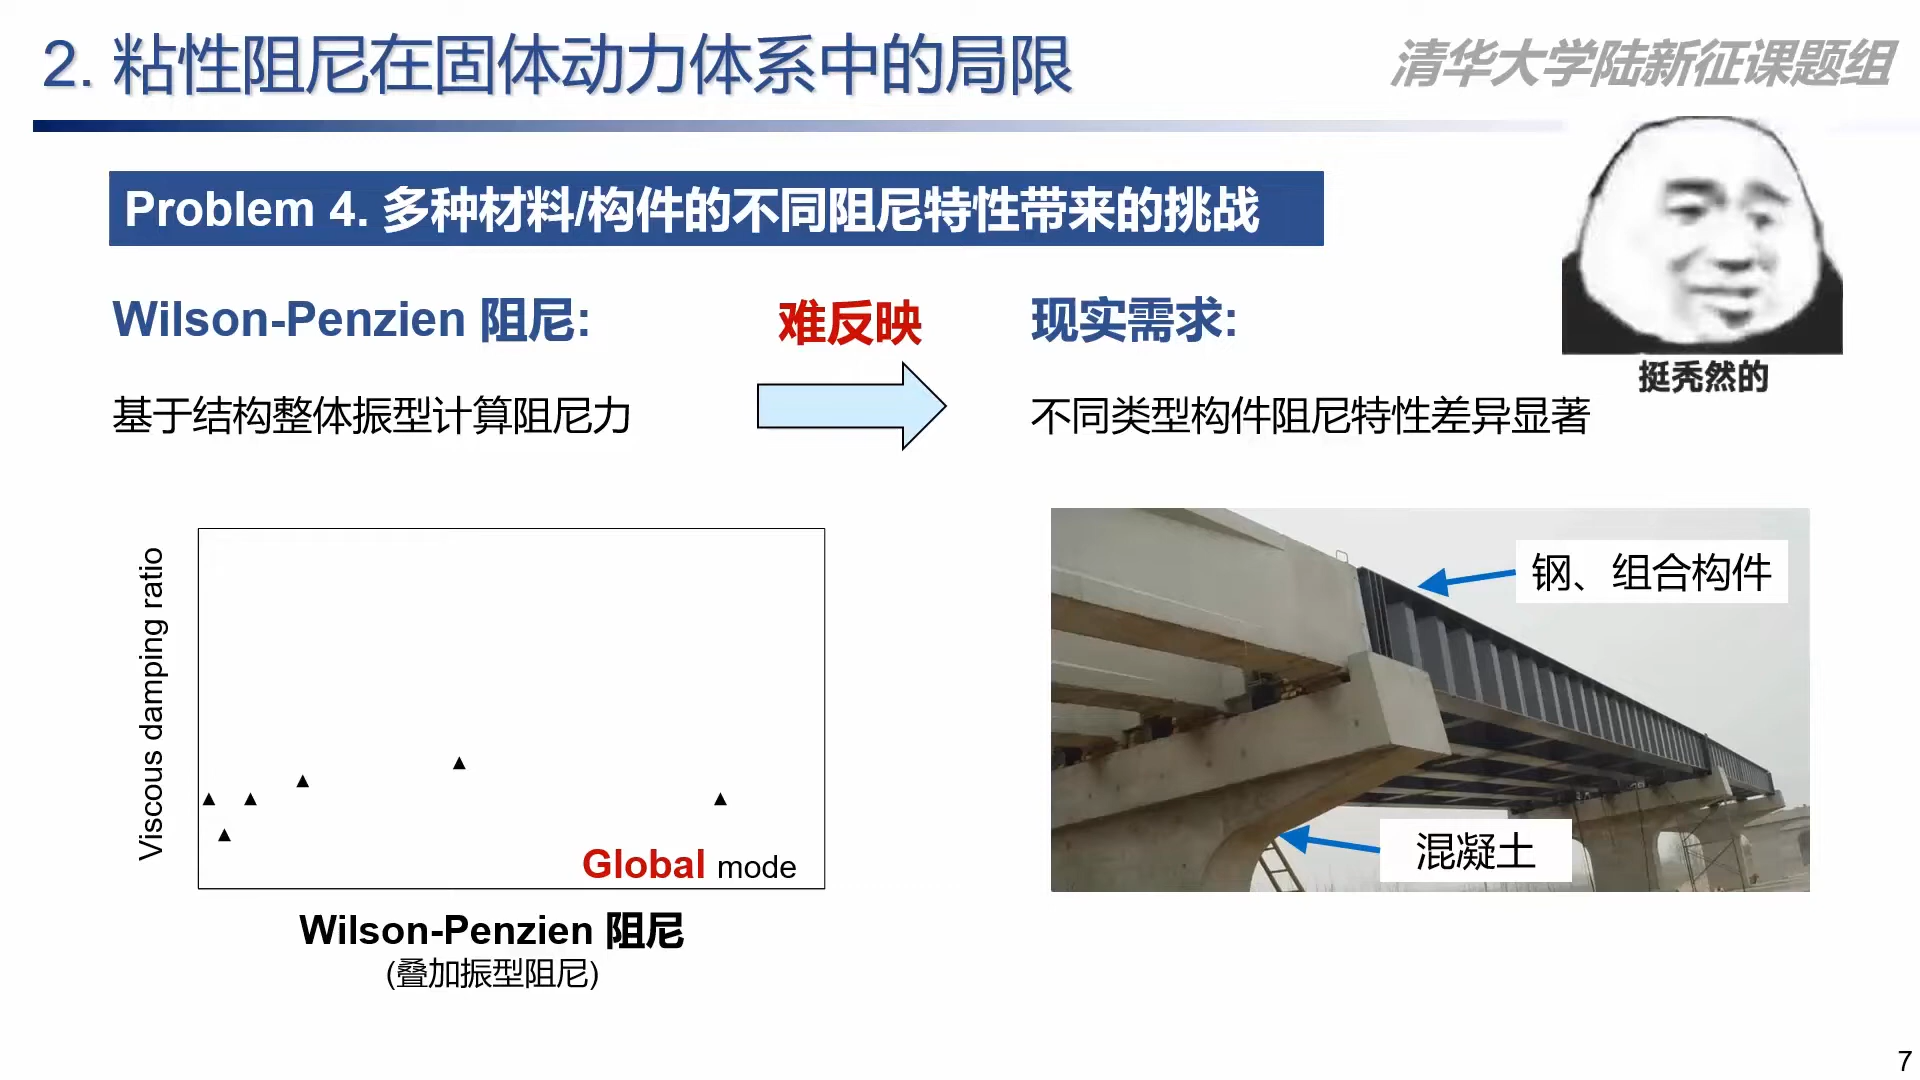 2. 粘性阻尼在固体动力体系中的局限
清华大学陆新征课题组
Problem 4. 多种材料/构件的不同阻尼特性带来的挑战
挺秃然的
Wilson-Penzien 阻尼:
难反映
现实需求:
基于结构整体振型计算阻尼力
不同类型构件阻尼特性差异显著
Viscous damping ratio
Global mode
Wilson-Penzien 阻尼
(叠加振型阻尼)
钢、组合构件
混凝土
7